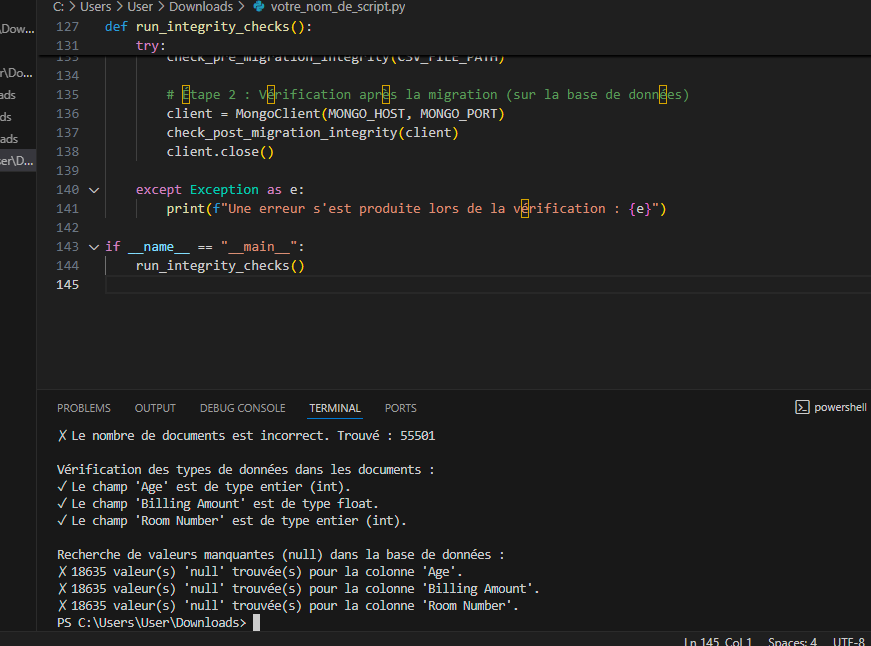 C: > Users > User > Downloads > votre_nom_de_script.py
\Dow...
r\Do...
ads
ds
ads
er\D...
127 def run_integrity_checks():
131 try:
check_pre_migration_integrity(CSV_FILE_PATH)
134
135 # Étape 2 : Vérification après la migration (sur la base de données)
136 client = MongoClient(MONGO_HOST, MONGO_PORT)
137 check_post_migration_integrity(client)
138 client.close()
139
140 except Exception as e:
141 print(f"Une erreur s'est produite lors de la vérification : {e}")
142
143 if __name__ == "__main__":
144 run_integrity_checks()
145
PROBLEMS OUTPUT DEBUG CONSOLE TERMINAL PORTS powershell
✗ Le nombre de documents est incorrect. Trouvé : 55501
Vérification des types de données dans les documents :
✓ Le champ 'Age' est de type entier (int).
✓ Le champ 'Billing Amount' est de type float.
✓ Le champ 'Room Number' est de type entier (int).
Recherche de valeurs manquantes (null) dans la base de données :
✗ 18635 valeur(s) 'null' trouvée(s) pour la colonne 'Age'.
✗ 18635 valeur(s) 'null' trouvée(s) pour la colonne 'Billing Amount'.
✗ 18635 valeur(s) 'null' trouvée(s) pour la colonne 'Room Number'.
PS C:\Users\User\Downloads>
Ln 145, Col 1 Spaces: 4 UTF-8